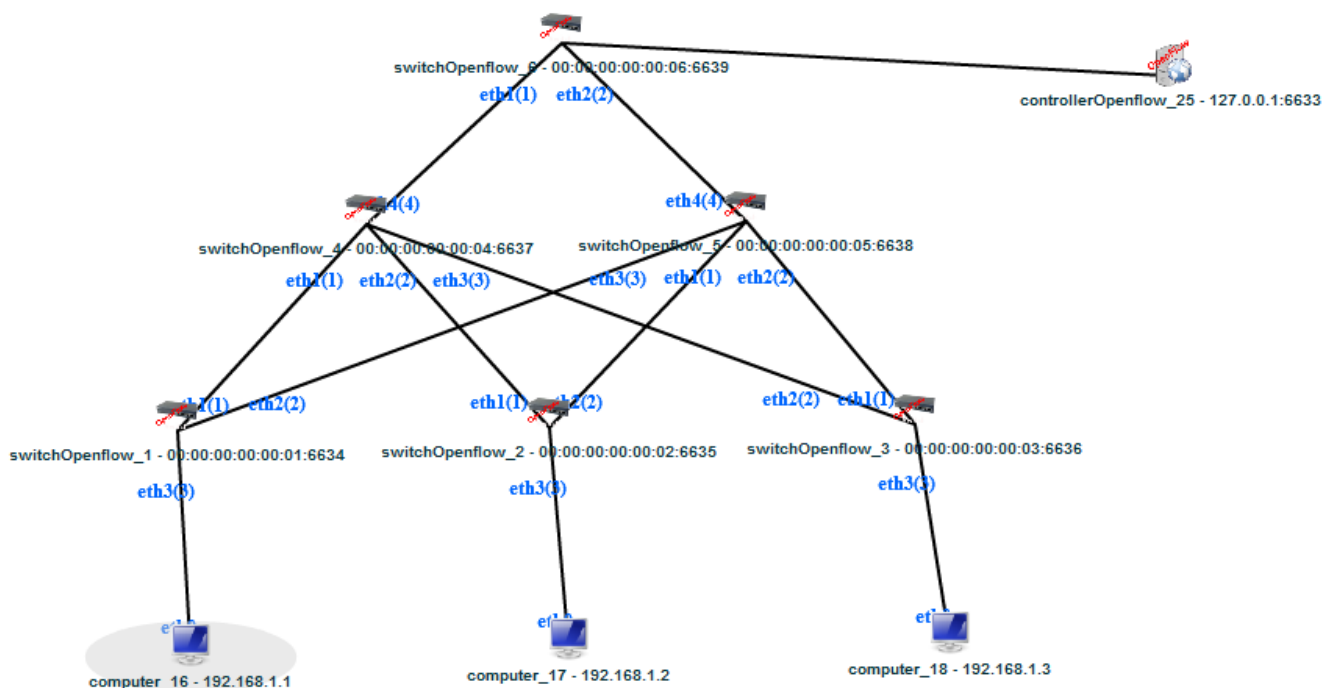 OpenFlow
switchOpenflow_6 - 00:00:00:00:00:06:6639
eth1(1) eth2(2)
OpenFlow
controllerOpenflow_25 - 127.0.0.1:6633
eth4(4)
switchOpenflow_4 - 00:00:00:00:00:04:6637
eth1(1) eth2(2) eth3(3)
switchOpenflow_5 - 00:00:00:00:00:05:6638
eth3(3) eth1(1) eth2(2)
eth2(2)
eth1(1)
eth2(2) eth1(1)
switchOpenflow_1 - 00:00:00:00:00:01:6634
switchOpenflow_2 - 00:00:00:00:00:02:6635
switchOpenflow_3 - 00:00:00:00:00:03:6636
eth3(3)
eth3(3)
eth3(3)
computer_16 - 192.168.1.1
computer_17 - 192.168.1.2
computer_18 - 192.168.1.3